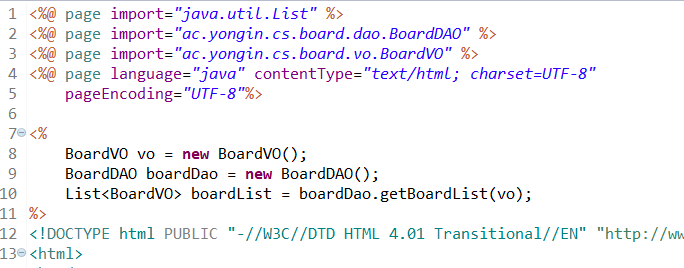 1 <%@ page import="java.util.List" %>
2 <%@ page import="ac.yongin.cs.board.dao.BoardDAO" %>
3 <%@ page import="ac.yongin.cs.board.vo.BoardVO" %>
4 <%@ page language="java" contentType="text/html; charset=UTF-8"
5     pageEncoding="UTF-8"%>
6
7 <%
8     BoardVO vo = new BoardVO();
9     BoardDAO boardDao = new BoardDAO();
10     List<BoardVO> boardList = boardDao.getBoardList(vo);
11 %>
12 <!DOCTYPE html PUBLIC "-//W3C//DTD HTML 4.01 Transitional//EN" "http://ww
13 <html>